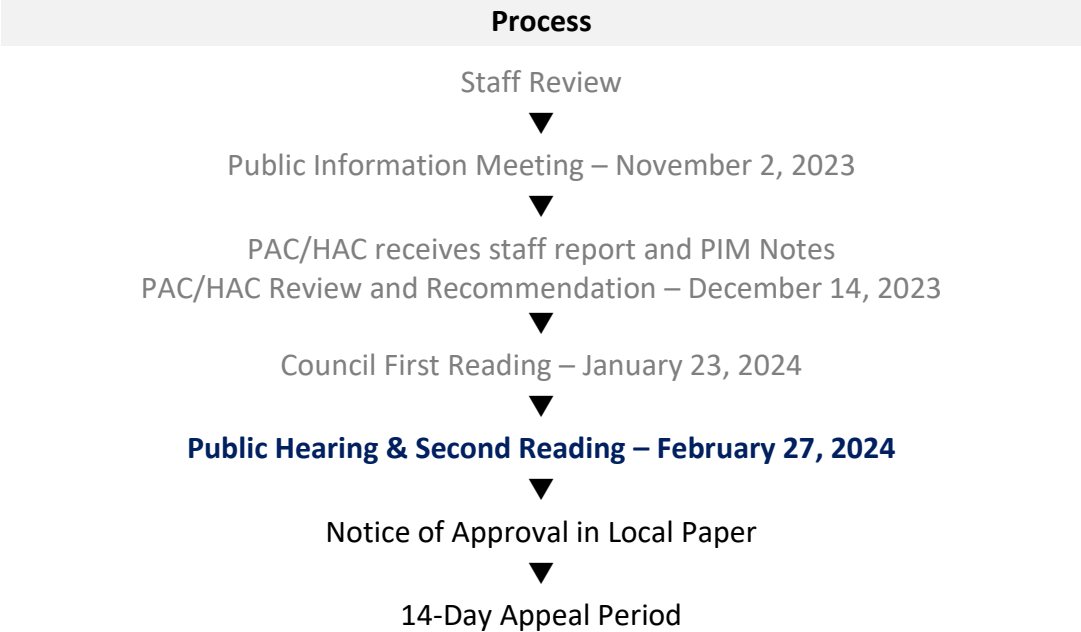 Process
Staff Review
Public Information Meeting – November 2, 2023
PAC/HAC receives staff report and PIM Notes
PAC/HAC Review and Recommendation – December 14, 2023
Council First Reading – January 23, 2024
Public Hearing & Second Reading – February 27, 2024
Notice of Approval in Local Paper
14-Day Appeal Period